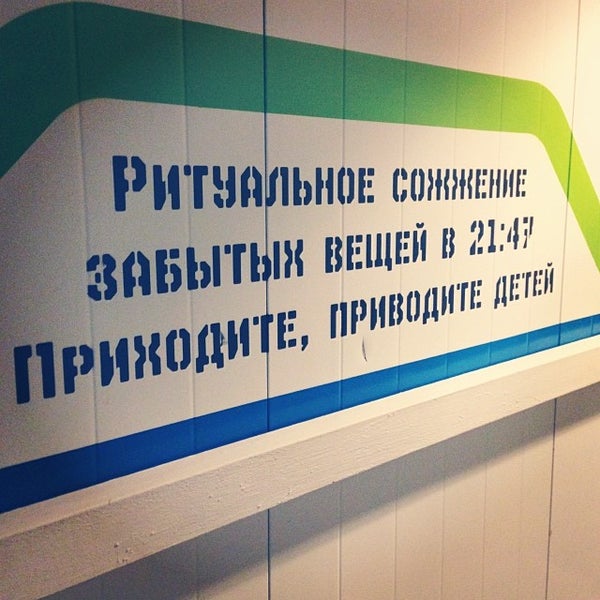 Ритуальное сожжение
забытых вещей в 21:47
Приходите, приводите детей